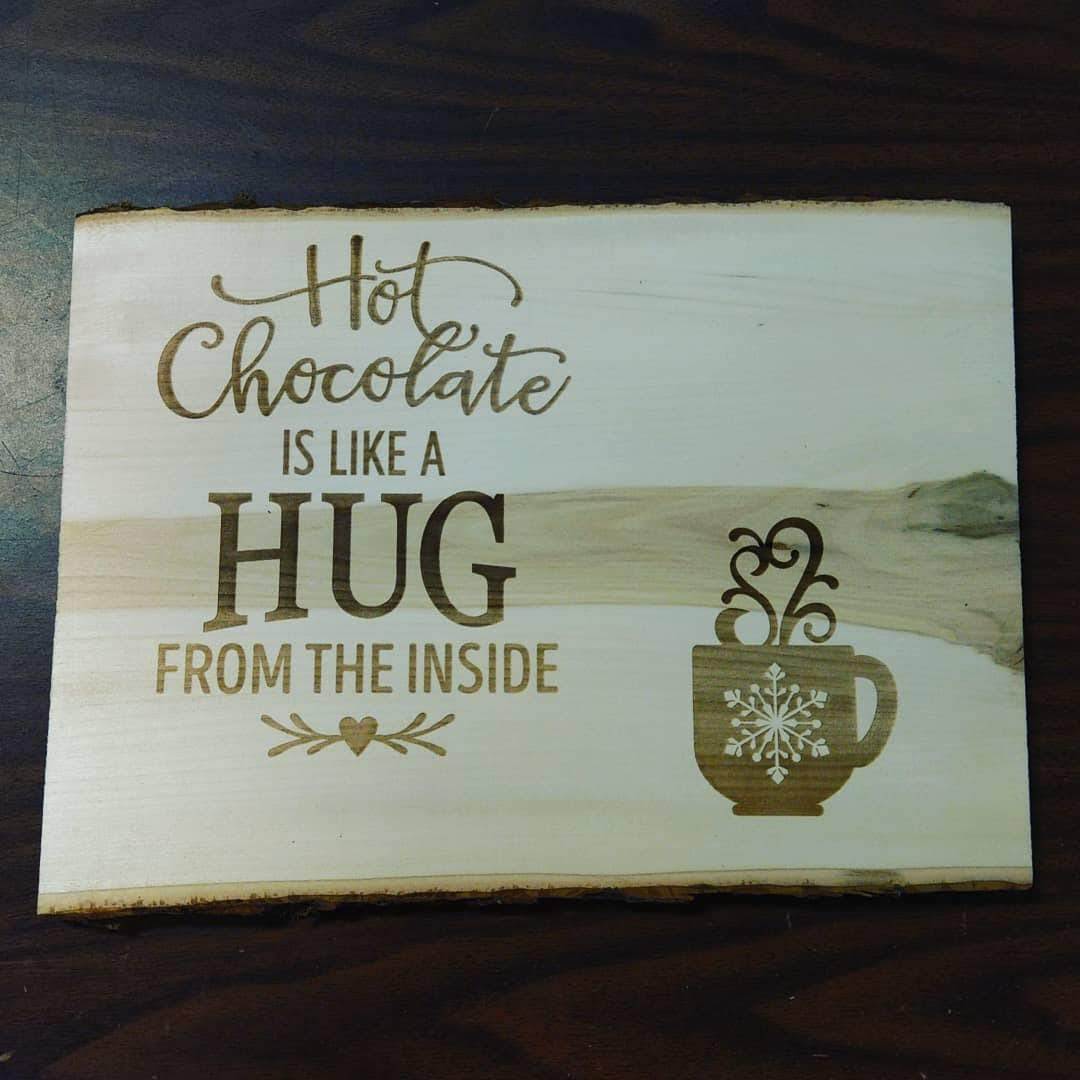 Hot
Chocolate
IS LIKE A
HUG
FROM THE INSIDE